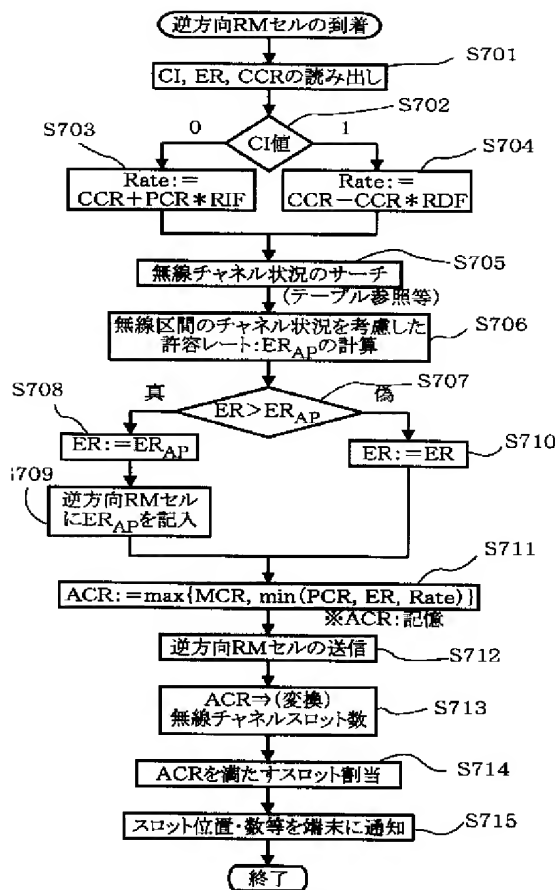 逆方向RMセルの到着
S701
CI, ER, CCRの読み出し
S702
S703
0
CI値
1
S704
Rate:=
CCR+PCR*RIF
Rate:=
CCR−CCR*RDF
S705
無線チャネル状況のサーチ
(テーブル参照等)
S706
無線区間のチャネル状況を考慮した
許容レート:ERAPの計算
S707
S708
真
ER>ERAP
偽
ER:=ERAP
ER:=ER
S710
709
逆方向RMセル
にERAPを記入
S711
ACR:=max{MCR, min(PCR, ER, Rate)}
※ACR:記憶
逆方向RMセルの送信
S712
ACR⇒(変換)
無線チャネルスロット数
S713
ACRを満たすスロット割当
S714
スロット位置・数等を端末に通知
S715
終了